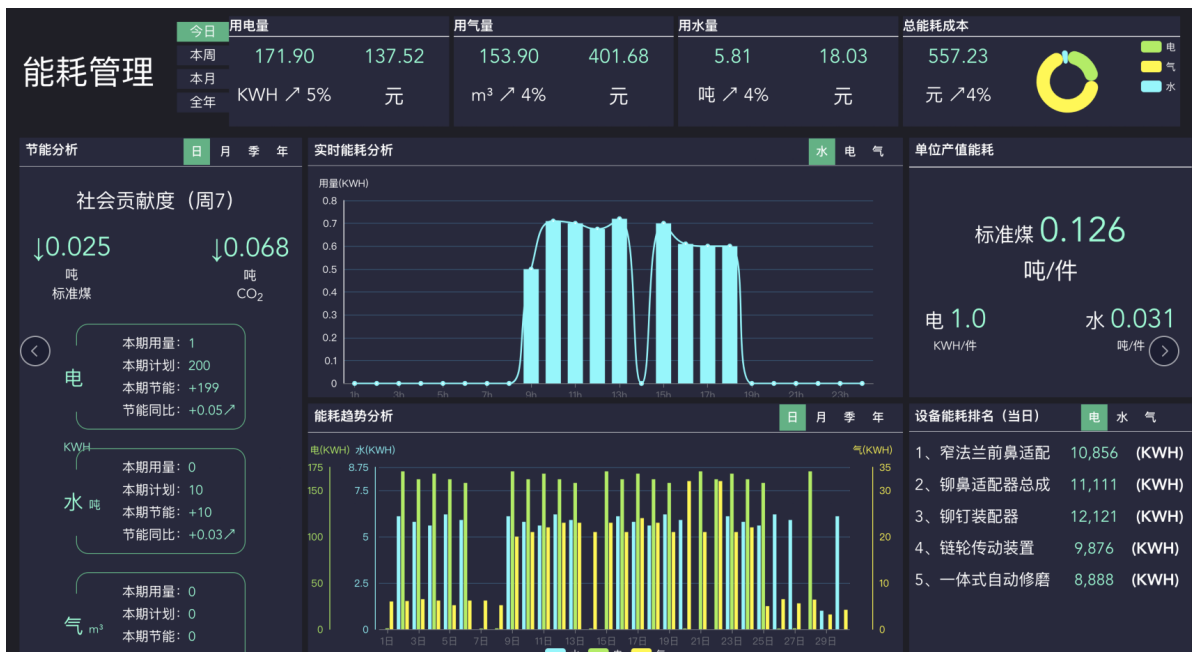 能耗管理
今日
本周
本月
全年
用电量
171.90
137.52
KWH ↗ 5%
元
用气量
153.90
401.68
m³ ↗ 4%
元
用水量
5.81
18.03
吨 ↗ 4%
元
总能耗成本
557.23
元 ↗4%
电
气
水
节能分析
日 月 季 年
社会贡献度（周7）
↓0.025
吨
标准煤
↓0.068
吨
CO₂
电
KWH
本期用量：1
本期计划：200
本期节能：+199
节能同比：+0.05↗
水 吨
本期用量：0
本期计划：10
本期节能：+10
节能同比：+0.03↗
气 m³
本期用量：0
本期计划：0
本期节能：0
实时能耗分析
水 电 气
用量(KWH)
0.8
0.7
0.6
0.5
0.4
0.3
0.2
0.1
0
1h 3h 5h 7h 9h 11h 13h 15h 17h 19h 21h 23h
能耗趋势分析
日 月 季 年
电(KWH) 水(KWH) 气(KWH)
175 8.75 35
150 7.5 30
100 5 20
50 2.5 10
0 0 0
1日 3日 5日 7日 9日 11日 13日 15日 17日 19日 21日 23日 25日 27日 29日
水 电 气
单位产值能耗
标准煤 0.126
吨/件
电 1.0
KWH/件
水 0.031
吨/件
设备能耗排名（当日）
电 水 气
1、窄法兰前鼻适配 10,856 (KWH)
2、铆鼻适配器总成 11,111 (KWH)
3、铆钉装配器 12,121 (KWH)
4、链轮传动装置 9,876 (KWH)
5、一体式自动修磨 8,888 (KWH)